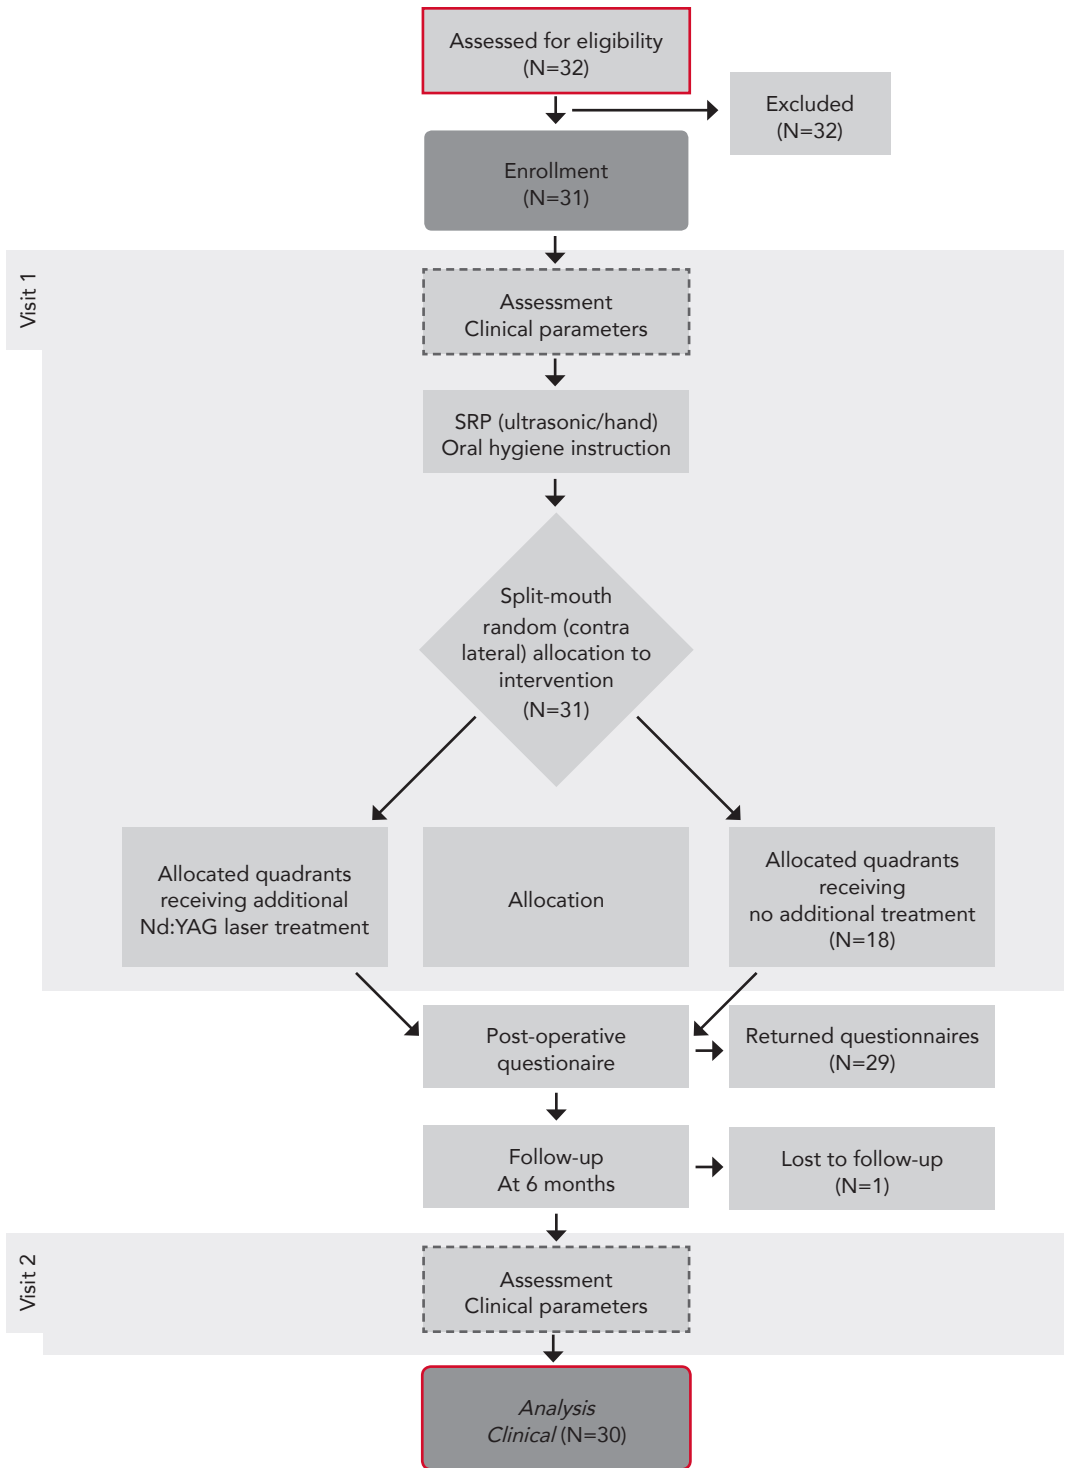 Assessed for eligibility
(N=32)
Excluded
(N=32)
Enrollment
(N=31)
Visit 1
Assessment
Clinical parameters
SRP (ultrasonic/hand)
Oral hygiene instruction
Split-mouth
random (contra
lateral) allocation to
intervention
(N=31)
Allocated quadrants
receiving additional
Nd:YAG laser treatment
Allocation
Allocated quadrants
receiving
no additional treatment
(N=18)
Post-operative
questionaire
Returned questionnaires
(N=29)
Follow-up
At 6 months
Lost to follow-up
(N=1)
Visit 2
Assessment
Clinical parameters
Analysis
Clinical (N=30)